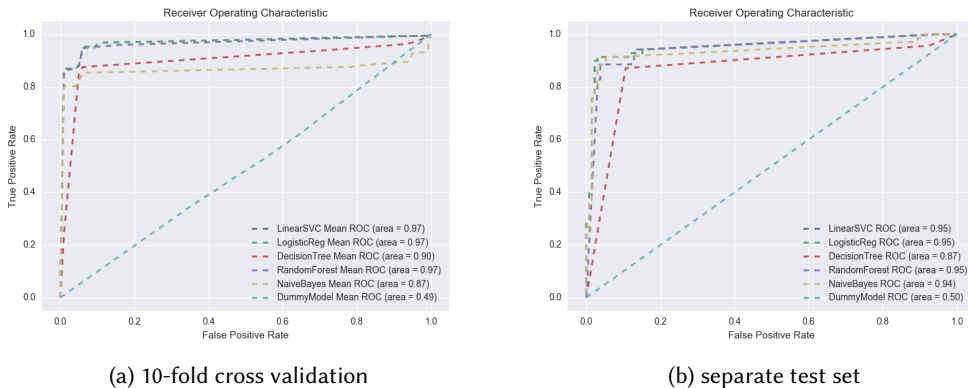 Receiver Operating Characteristic
True Positive Rate
1.0
0.8
0.6
0.4
0.2
0.0
LinearSVC Mean ROC (area = 0.97)
LogisticReg Mean ROC (area = 0.97)
DecisionTree Mean ROC (area = 0.90)
RandomForest Mean ROC (area = 0.97)
NaiveBayes Mean ROC (area = 0.87)
DummyModel Mean ROC (area = 0.49)
0.0 0.2 0.4 0.6 0.8 1.0
False Positive Rate
(a) 10-fold cross validation
Receiver Operating Characteristic
True Positive Rate
1.0
0.8
0.6
0.4
0.2
0.0
LinearSVC ROC (area = 0.95)
LogisticReg ROC (area = 0.95)
DecisionTree ROC (area = 0.87)
RandomForest ROC (area = 0.95)
NaiveBayes ROC (area = 0.94)
DummyModel ROC (area = 0.50)
0.0 0.2 0.4 0.6 0.8 1.0
False Positive Rate
(b) separate test set